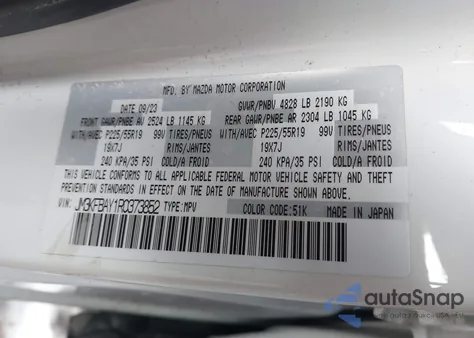 MFD. BY MAZDA MOTOR CORPORATION
DATE 09/23 GVWR/PNBV 4828 LB 2190 KG
FRONT GAWR/PNBE AV 2524 LB 1145 KG REAR GAWR/PNBE AR 2304 LB 1045 KG
WITH/AVEC P225/55R19 99V TIRES/PNEUS WITH/AVEC P225/55R19 99V TIRES/PNEUS
19X7J RIMS/JANTES 19X7J RIMS/JANTES
240 KPA/35 PSI COLD/A FROID 240 KPA/35 PSI COLD/A FROID
THIS VEHICLE CONFORMS TO ALL APPLICABLE FEDERAL MOTOR VEHICLE SAFETY AND THEFT
PREVENTION STANDARDS IN EFFECT ON THE DATE OF MANUFACTURE SHOWN ABOVE.
VIN: JM3KFBAY1R0373852 TYPE:MPV COLOR CODE:51K MADE IN JAPAN
autoSnap